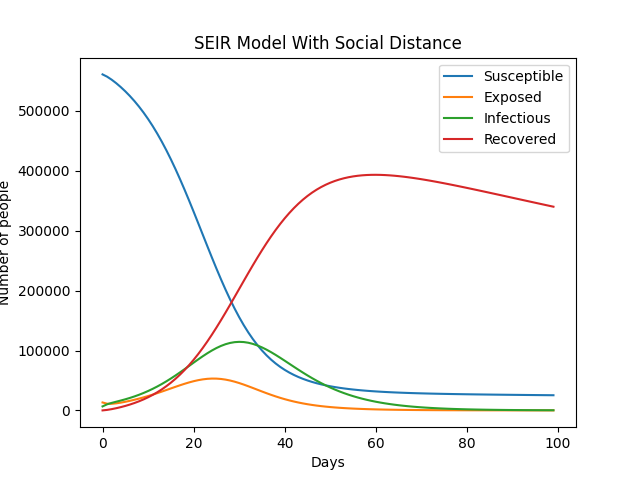 SEIR Model With Social Distance
Susceptible
Exposed
Infectious
Recovered
Number of people
500000
400000
300000
200000
100000
0
0 20 40 60 80 100
Days